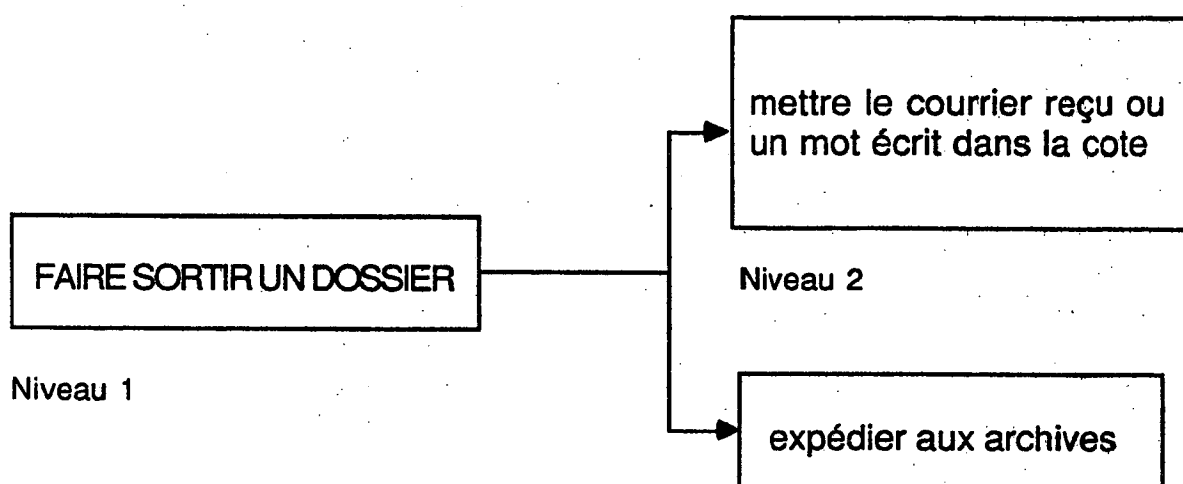 mettre le courrier reçu ou
un mot écrit dans la cote
FAIRE SORTIR UN DOSSIER
Niveau 2
Niveau 1
expédier aux archives